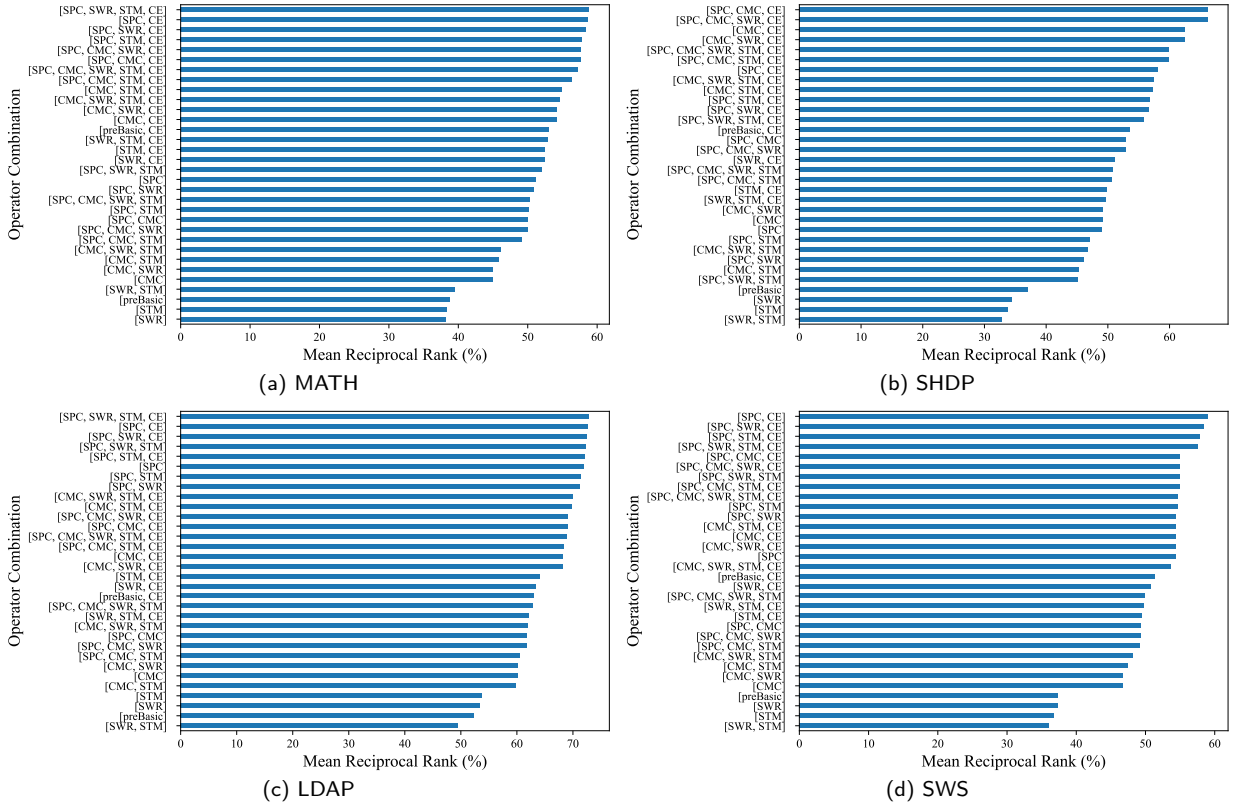 Operator Combination
[SPC, SWR, STM, CE]
[SPC, CE]
[SPC, SWR, CE]
[SPC, STM, CE]
[SPC, CMC, SWR, CE]
[SPC, CMC, CE]
[SPC, CMC, SWR, STM, CE]
[SPC, CMC, STM, CE]
[CMC, STM, CE]
[CMC, SWR, STM, CE]
[CMC, SWR, CE]
[CMC, CE]
[preBasic, CE]
[SWR, STM, CE]
[STM, CE]
[SWR, CE]
[SPC, SWR, STM]
[SPC]
[SPC, SWR]
[SPC, CMC, SWR, STM]
[SPC, STM]
[SPC, CMC]
[SPC, CMC, SWR]
[SPC, CMC, STM]
[CMC, SWR, STM]
[CMC, STM]
[CMC, SWR]
[CMC]
[SWR, STM]
[preBasic]
[STM]
[SWR]
0 10 20 30 40 50 60
Mean Reciprocal Rank (%)
(a) MATH
Operator Combination
[SPC, CMC, CE]
[SPC, CMC, SWR, CE]
[CMC, CE]
[CMC, SWR, CE]
[SPC, CMC, SWR, STM, CE]
[SPC, CMC, STM, CE]
[SPC, CE]
[CMC, SWR, STM, CE]
[CMC, STM, CE]
[SPC, STM, CE]
[SPC, SWR, CE]
[SPC, SWR, STM, CE]
[preBasic, CE]
[SPC, CMC]
[SPC, CMC, SWR]
[SWR, CE]
[SPC, CMC, SWR, STM]
[SPC, CMC, STM]
[STM, CE]
[SWR, STM, CE]
[CMC, SWR]
[CMC]
[SPC]
[SPC, STM]
[CMC, SWR, STM]
[SPC, SWR]
[CMC, STM]
[SPC, SWR, STM]
[preBasic]
[SWR]
[STM]
[SWR, STM]
0 10 20 30 40 50 60
Mean Reciprocal Rank (%)
(b) SHDP
Operator Combination
[SPC, SWR, STM, CE]
[SPC, CE]
[SPC, SWR, CE]
[SPC, SWR, STM]
[SPC, STM, CE]
[SPC]
[SPC, STM]
[SPC, SWR]
[CMC, SWR, STM, CE]
[CMC, STM, CE]
[SPC, CMC, SWR, CE]
[SPC, CMC, CE]
[SPC, CMC, SWR, STM, CE]
[SPC, CMC, STM, CE]
[CMC, CE]
[CMC, SWR, CE]
[STM, CE]
[SWR, CE]
[preBasic, CE]
[SPC, CMC, SWR, STM]
[SWR, STM, CE]
[CMC, SWR, STM]
[SPC, CMC]
[SPC, CMC, SWR]
[SPC, CMC, STM]
[CMC, SWR]
[CMC]
[CMC, STM]
[STM]
[SWR]
[preBasic]
[SWR, STM]
0 10 20 30 40 50 60 70
Mean Reciprocal Rank (%)
(c) LDAP
Operator Combination
[SPC, CE]
[SPC, SWR, CE]
[SPC, STM, CE]
[SPC, SWR, STM, CE]
[SPC, CMC, CE]
[SPC, CMC, SWR, CE]
[SPC, SWR, STM]
[SPC, CMC, STM, CE]
[SPC, CMC, SWR, STM, CE]
[SPC, STM]
[SPC, SWR]
[CMC, STM, CE]
[CMC, CE]
[CMC, SWR, CE]
[SPC]
[CMC, SWR, STM, CE]
[preBasic, CE]
[SWR, CE]
[SPC, CMC, SWR, STM]
[SWR, STM, CE]
[STM, CE]
[SPC, CMC]
[SPC, CMC, SWR]
[SPC, CMC, STM]
[CMC, SWR, STM]
[CMC, STM]
[CMC, SWR]
[CMC]
[preBasic]
[SWR]
[STM]
[SWR, STM]
0 10 20 30 40 50 60
Mean Reciprocal Rank (%)
(d) SWS